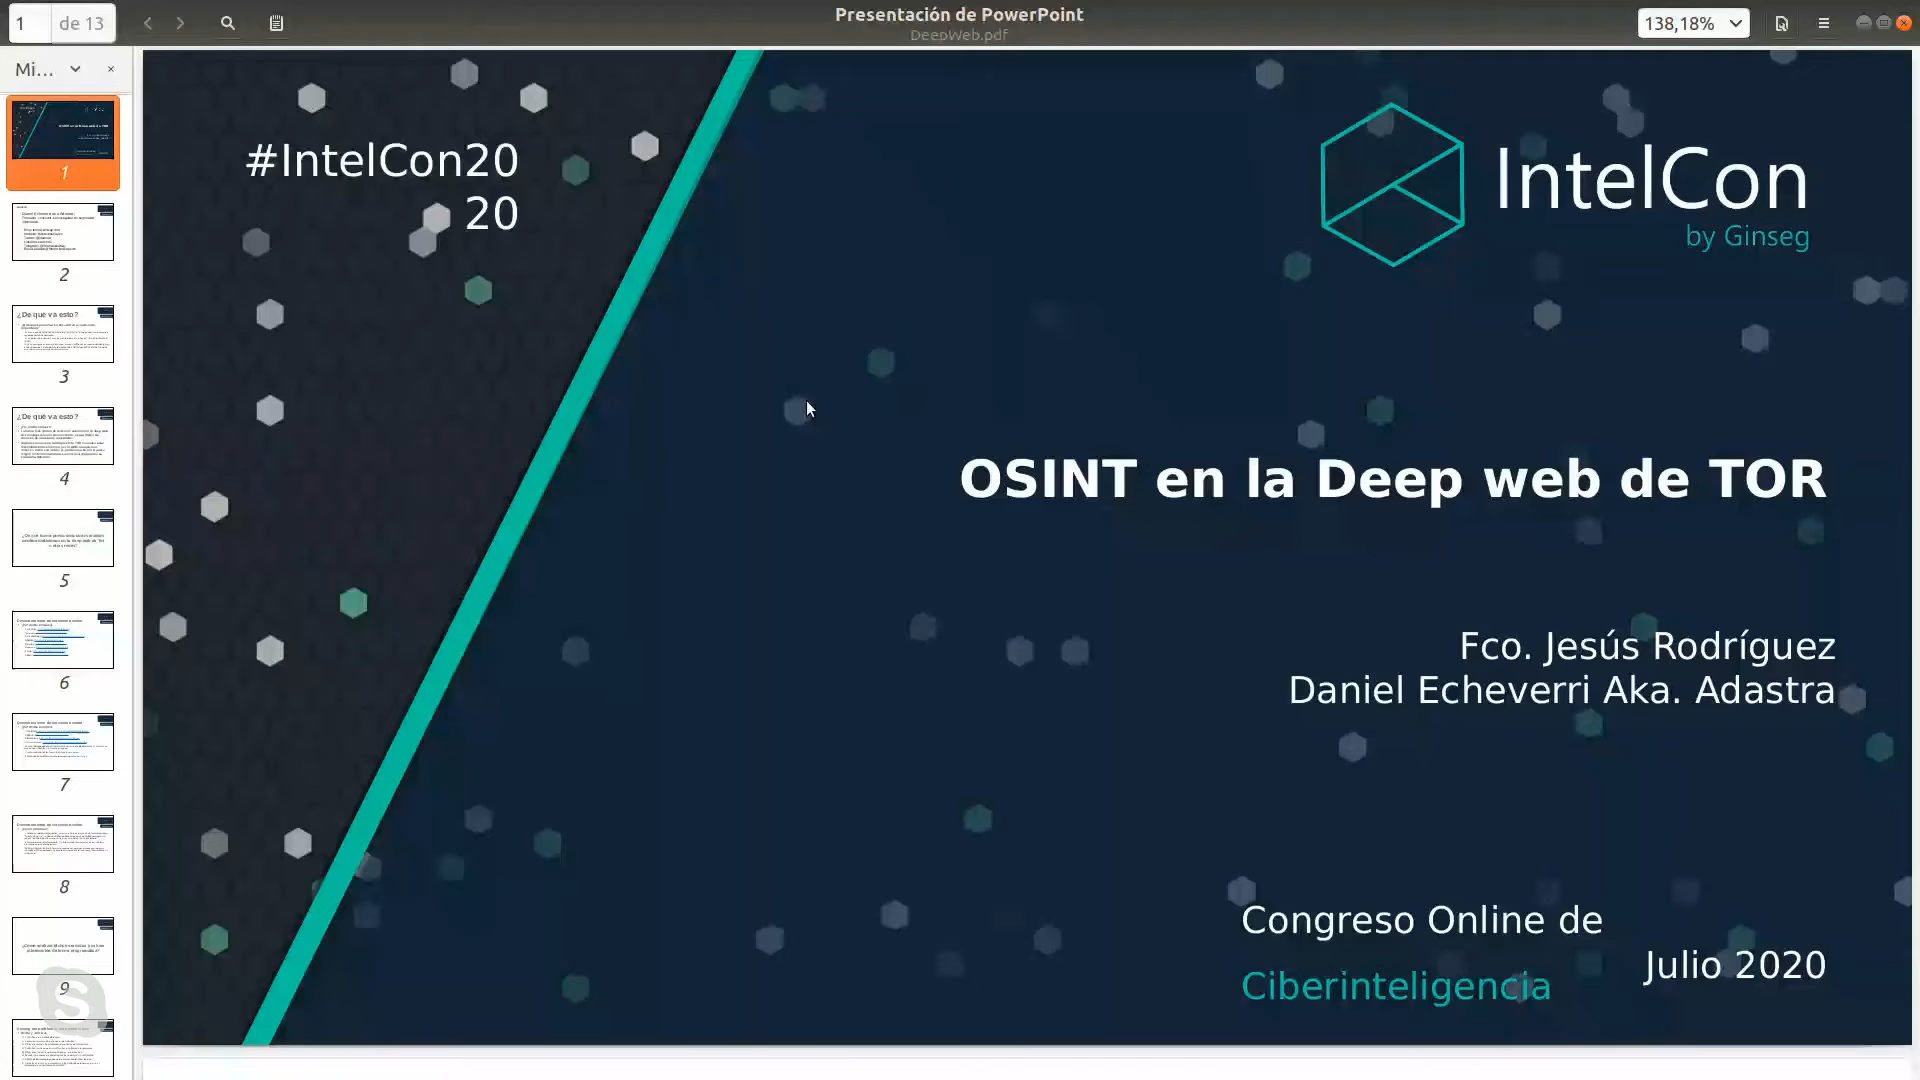 1 de 13
Presentación de PowerPoint
DeepWeb.pdf
138,18%
Mi...
1
2
¿De qué va esto?
3
¿De qué va esto?
4
5
6
7
8
9
#IntelCon20
20
IntelCon
by Ginseg
OSINT en la Deep web de TOR
Fco. Jesús Rodríguez
Daniel Echeverri Aka. Adastra
Congreso Online de
Ciberinteligencia
Julio 2020